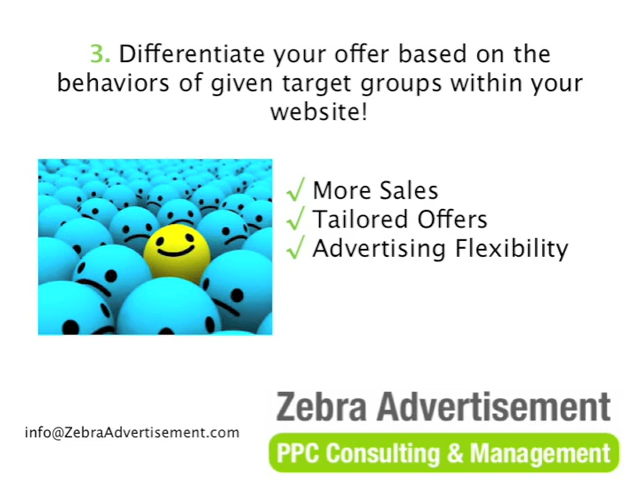 3. Differentiate your offer based on the
behaviors of given target groups within your
website!
√ More Sales
√ Tailored Offers
√ Advertising Flexibility
info@ZebraAdvertisement.com
Zebra Advertisement
PPC Consulting & Management